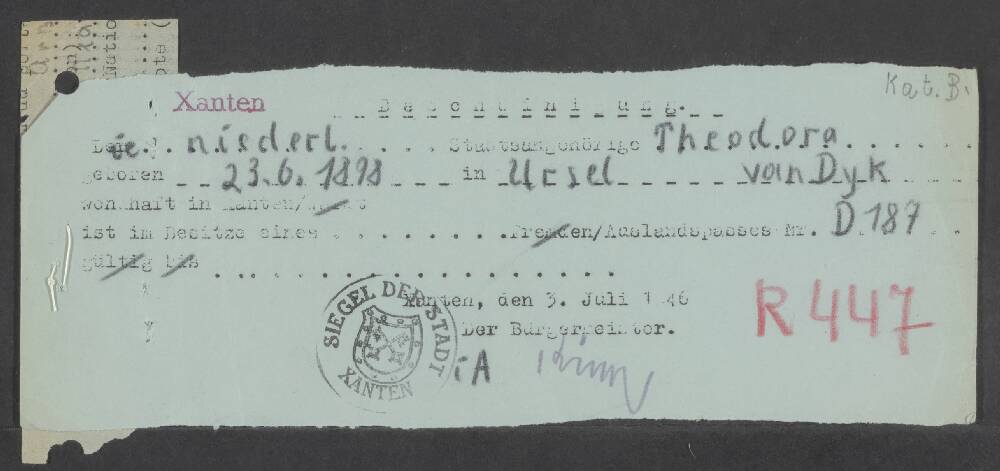 Kat. B.
Xanten Bescheinigung.
Die niederl. Staatsangehörige Theodora
geboren 23.6. 1898 in Ursel van Dyk
wohnhaft in Xanten/
ist im Besitze eines Fremden/Auslandspasses Nr. D 187
gültig bis
Xanten, den 3. Juli 1946
Der Bürgermeister.
iA
R 447
SIEGEL DER STADT
XANTEN